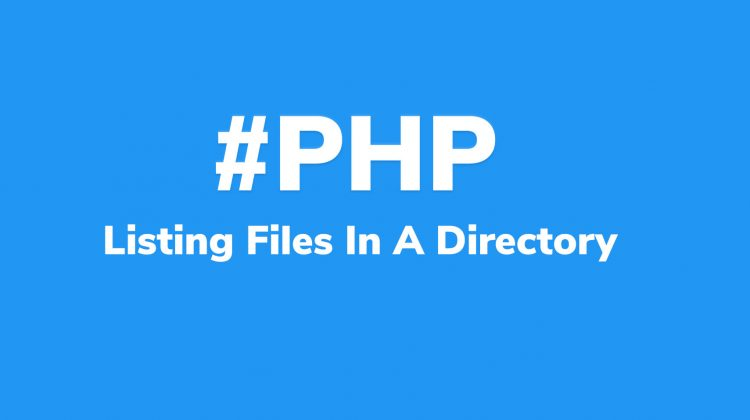 #PHP
Listing Files In A Directory